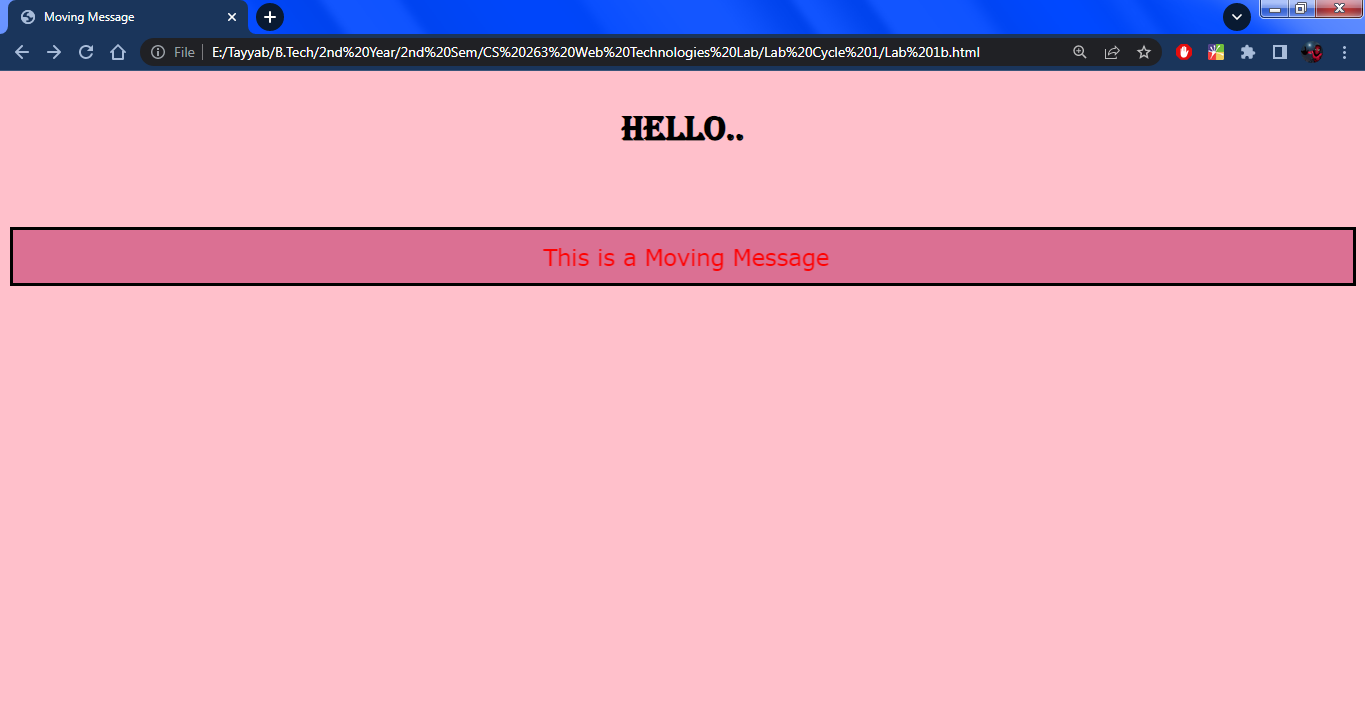 Moving Message
File E:/Tayyab/B.Tech/2nd%20Year/2nd%20Sem/CS%20263%20Web%20Technologies%20Lab/Lab%20Cycle%201/Lab%201b.html
HELLO..
This is a Moving Message